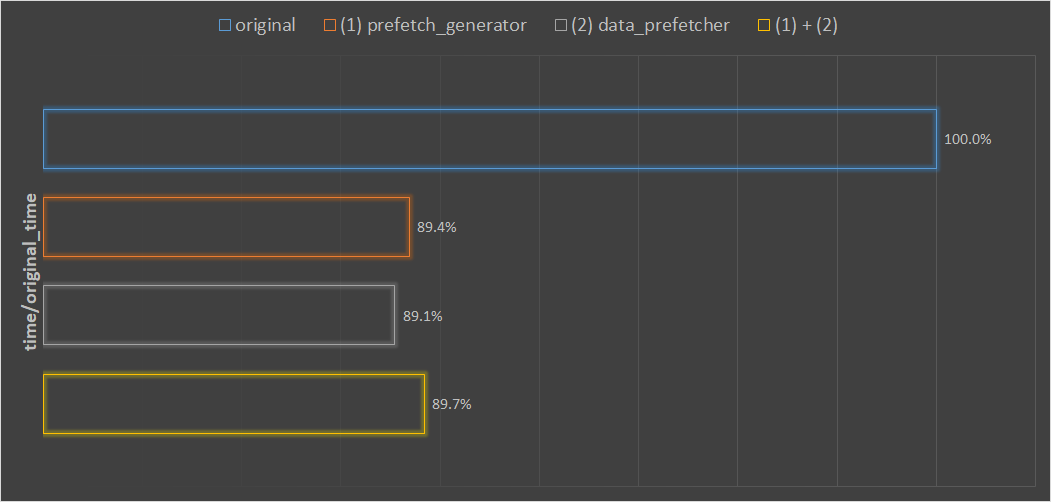 original (1) prefetch_generator (2) data_prefetcher (1) + (2)
time/original_time
100.0%
89.4%
89.1%
89.7%